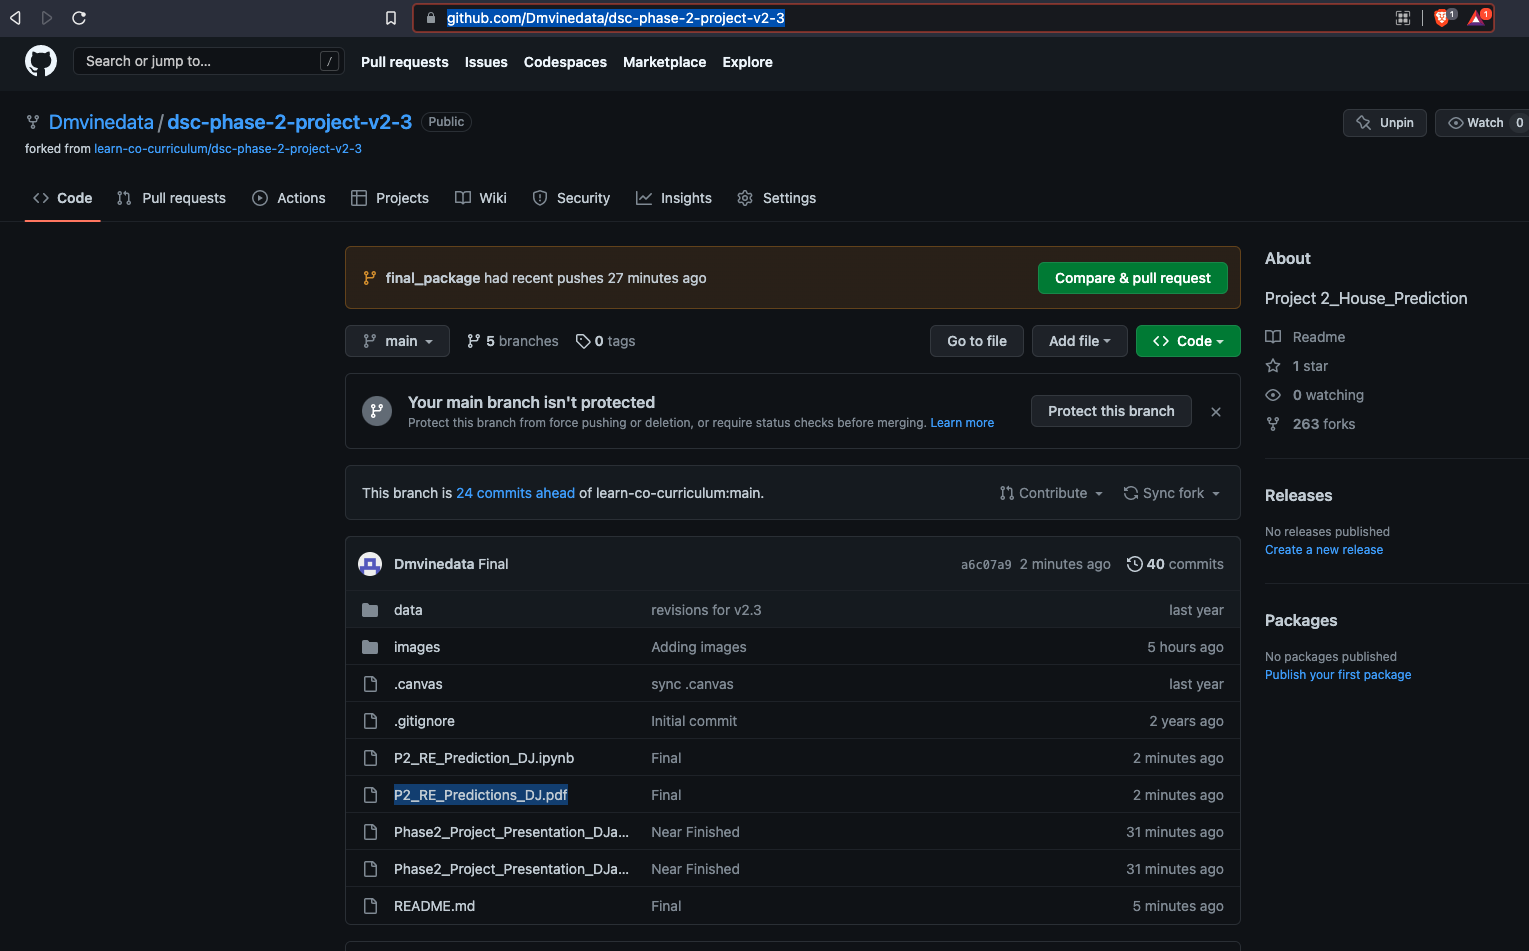 github.com/Dmvinedata/dsc-phase-2-project-v2-3
1
1
Search or jump to...
/
Pull requests
Issues
Codespaces
Marketplace
Explore
Dmvinedata / dsc-phase-2-project-v2-3
Public
Unpin
Watch 0
forked from learn-co-curriculum/dsc-phase-2-project-v2-3
Code
Pull requests
Actions
Projects
Wiki
Security
Insights
Settings
final_package had recent pushes 27 minutes ago
Compare & pull request
main
5 branches
0 tags
Go to file
Add file
Code
Your main branch isn't protected
Protect this branch from force pushing or deletion, or require status checks before merging. Learn more
Protect this branch
This branch is 24 commits ahead of learn-co-curriculum:main.
Contribute
Sync fork
Dmvinedata Final
a6c07a9 2 minutes ago
40 commits
data revisions for v2.3 last year
images Adding images 5 hours ago
.canvas sync .canvas last year
.gitignore Initial commit 2 years ago
P2_RE_Prediction_DJ.ipynb Final 2 minutes ago
P2_RE_Predictions_DJ.pdf Final 2 minutes ago
Phase2_Project_Presentation_DJa... Near Finished 31 minutes ago
Phase2_Project_Presentation_DJa... Near Finished 31 minutes ago
README.md Final 5 minutes ago
About
Project 2_House_Prediction
Readme
1 star
0 watching
263 forks
Releases
No releases published
Create a new release
Packages
No packages published
Publish your first package